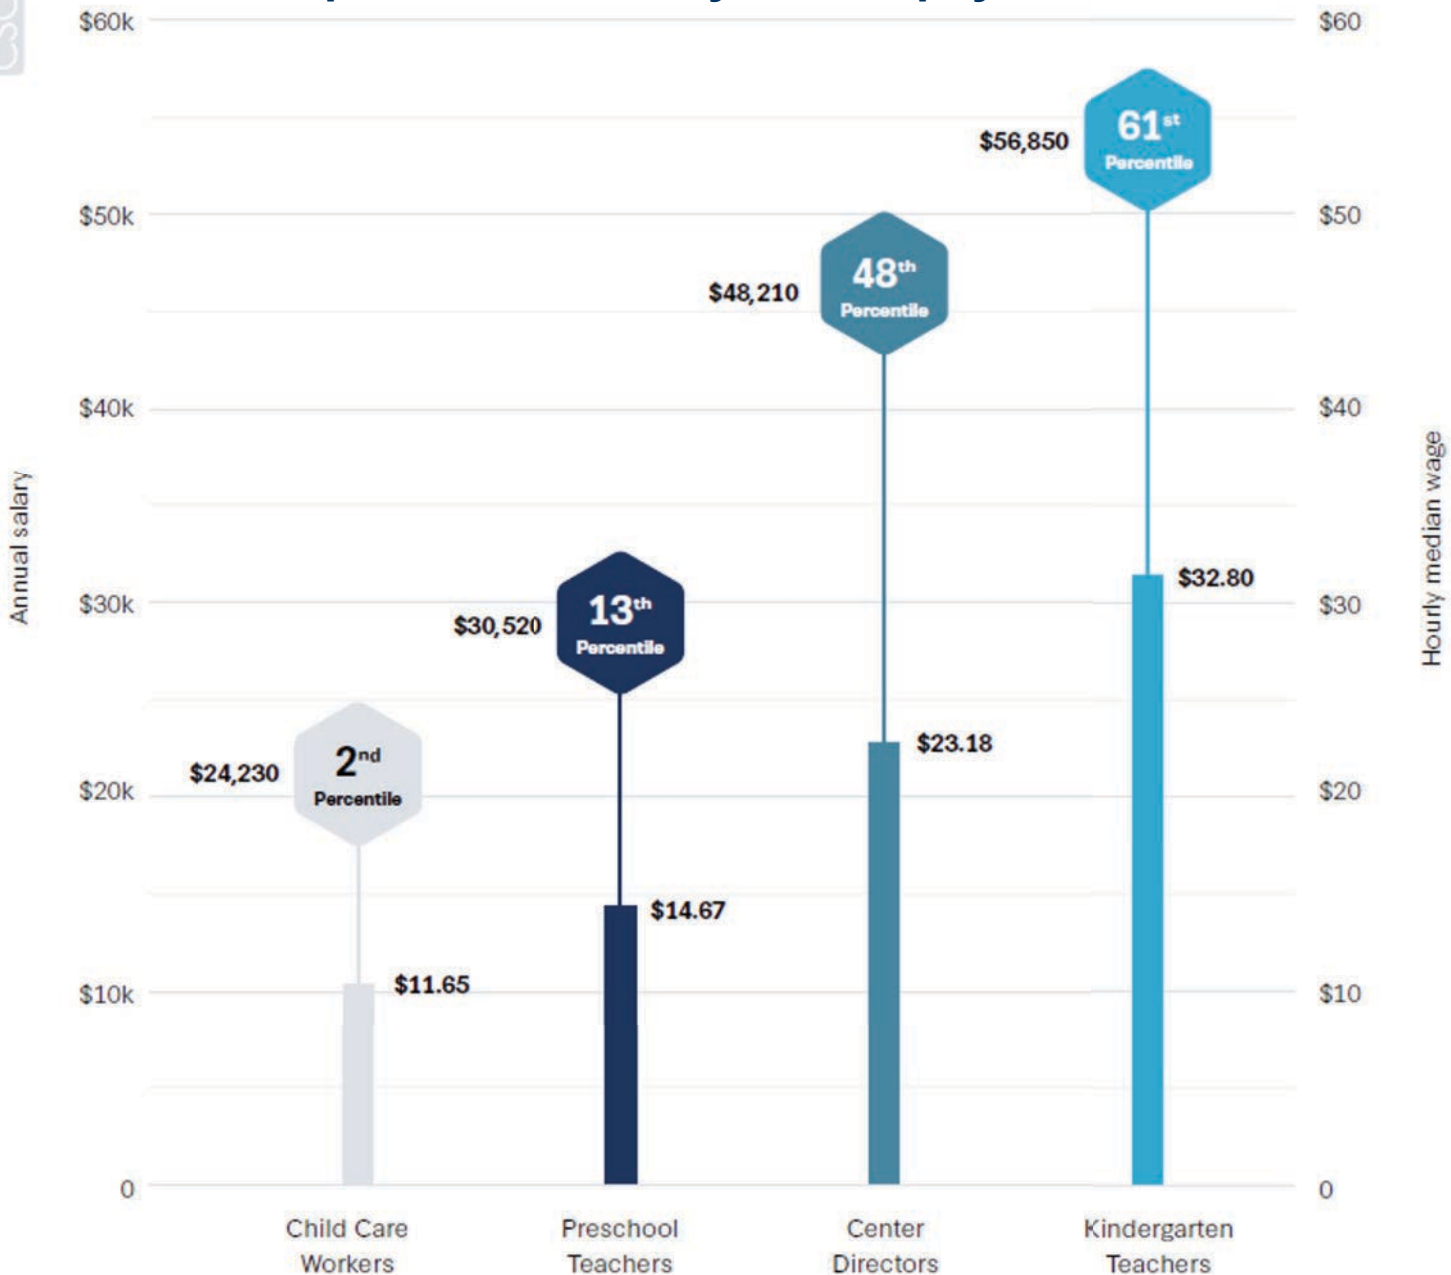 $60k
$60
61st
Percentile
$56,850
$50k
$50
48th
Percentile
$48,210
$40k
$40
Annual salary
Hourly median wage
$32.80
$30k
$30
13th
Percentile
$30,520
$23.18
2nd
Percentile
$24,230
$20k
$20
$14.67
$11.65
$10k
$10
0
0
Child Care
Workers
Preschool
Teachers
Center
Directors
Kindergarten
Teachers